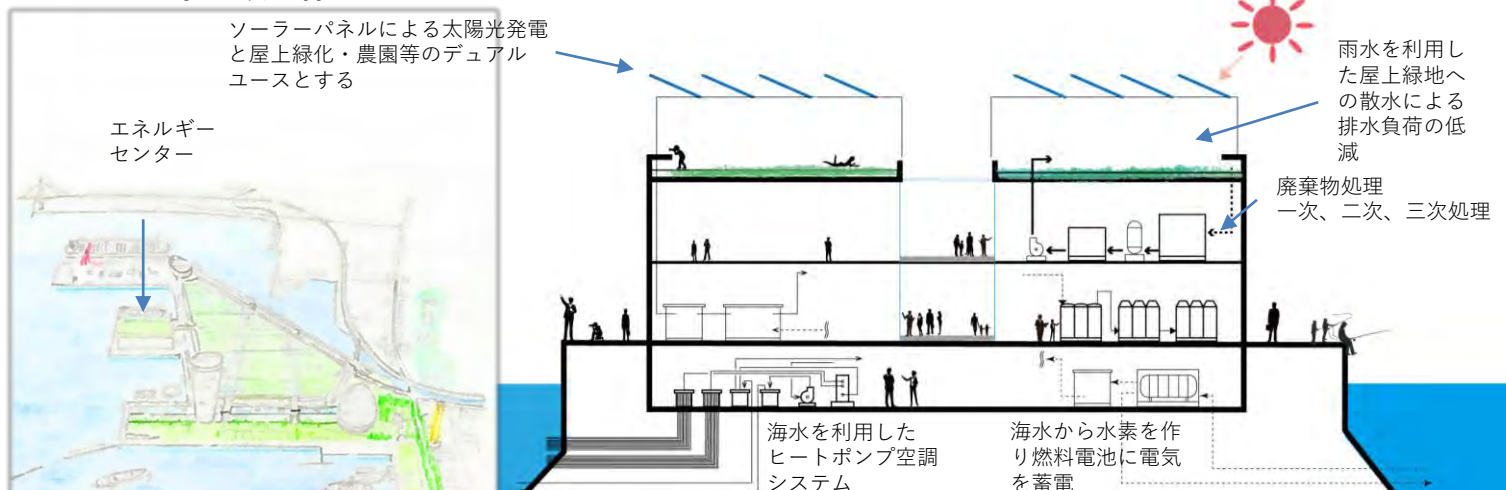 ソーラーパネルによる太陽光発電
と屋上緑化・農園等のデュアル
ユースとする
エネルギー
センター
雨水を利用し
た屋上緑地へ
の散水による
排水負荷の低
減
廃棄物処理
一次、二次、三次処理
海水を利用した
ヒートポンプ空調
システム
海水から水素を作
り燃料電池に電気
を蓄電